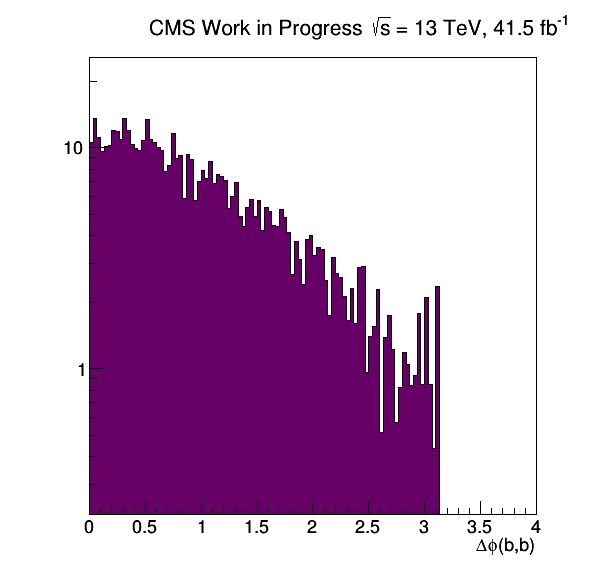 CMS Work in Progress √s = 13 TeV, 41.5 fb⁻¹
10
1
0 0.5 1 1.5 2 2.5 3 3.5 4
Δϕ(b,b)